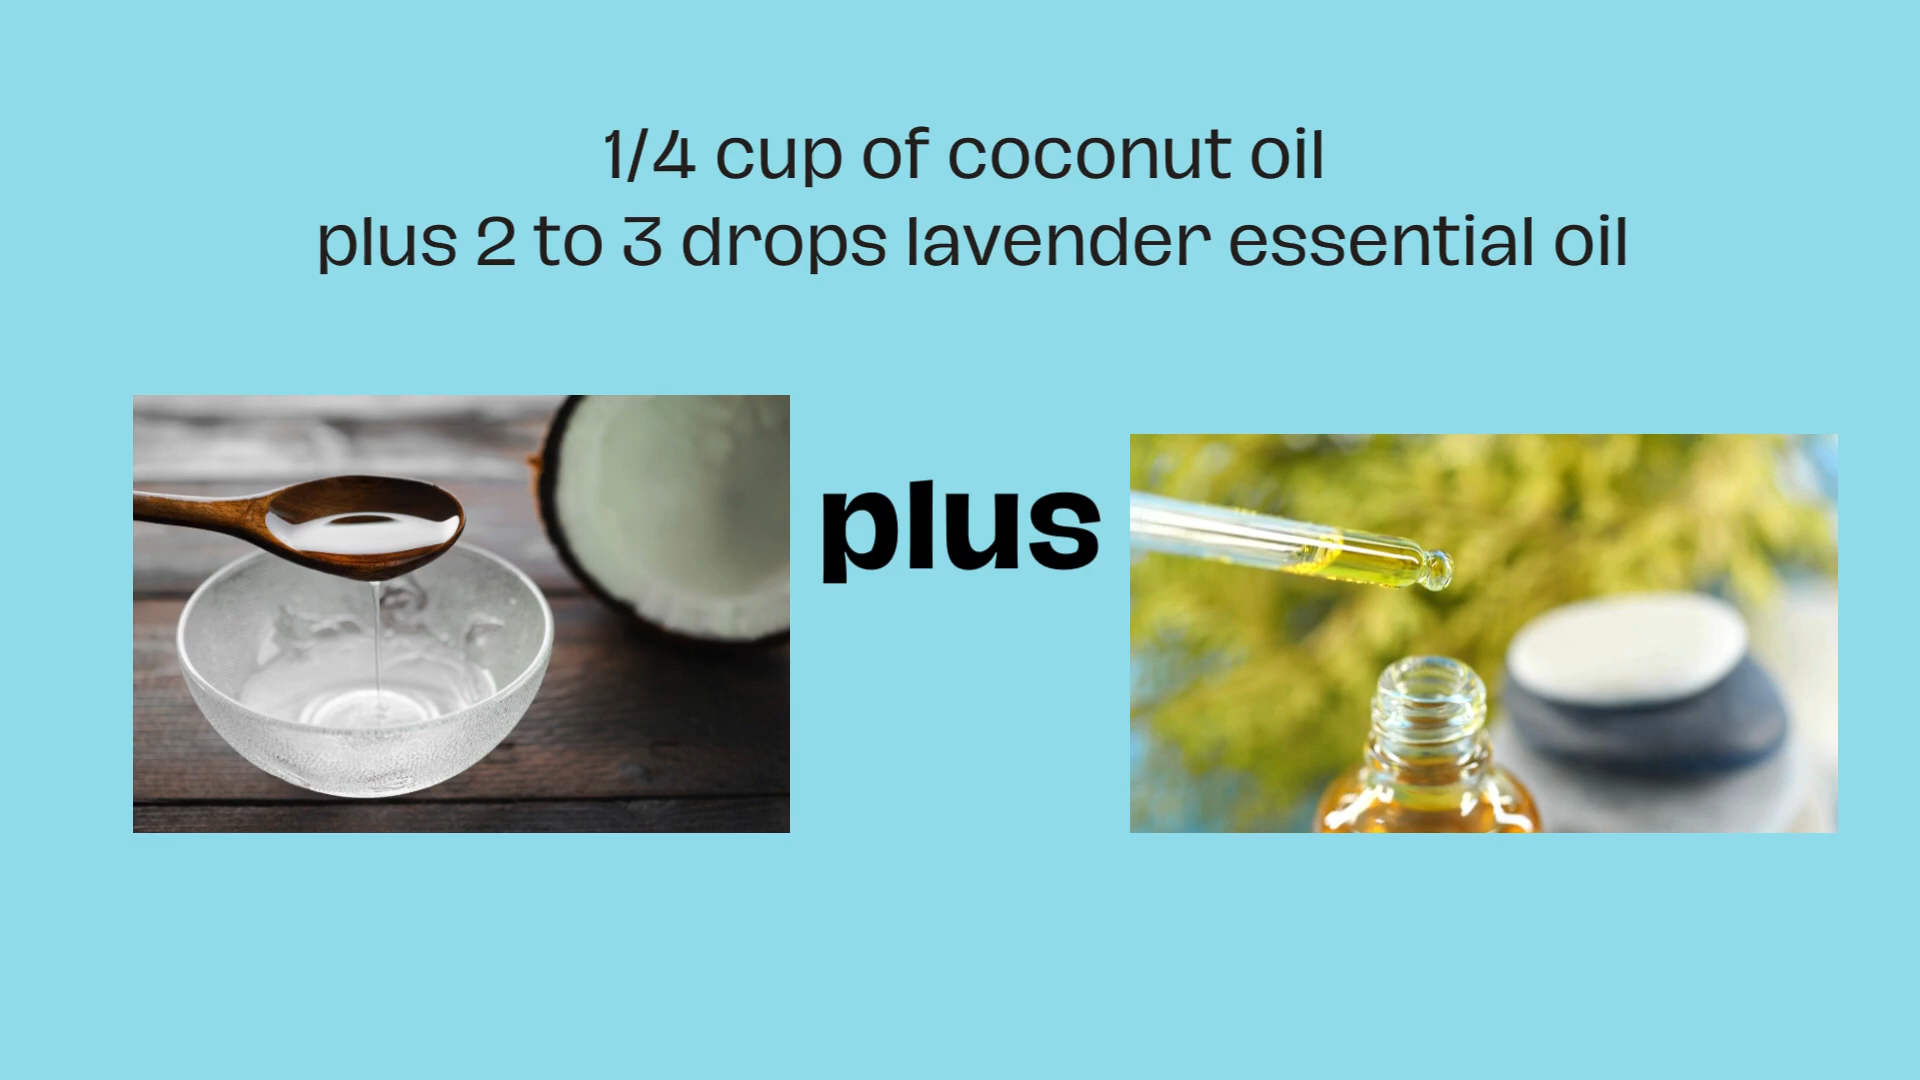 1/4 cup of coconut oil
plus 2 to 3 drops lavender essential oil
plus